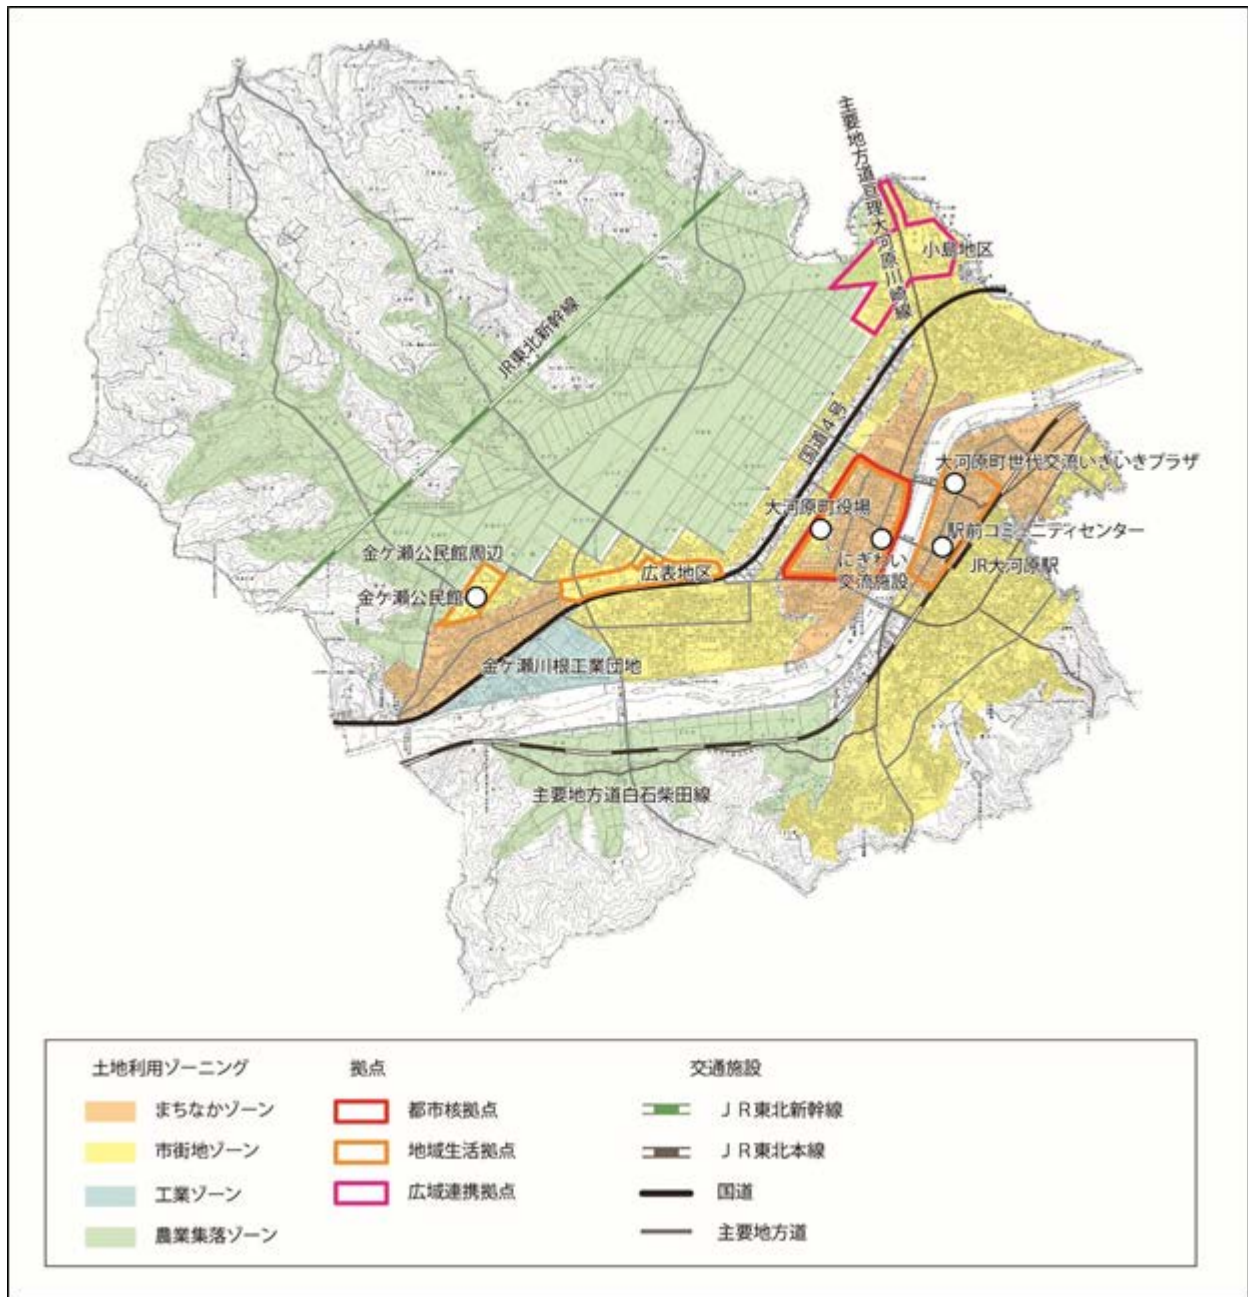 主要地方道亘理大河原川崎線
小島地区
JR東北新幹線
国道4号
大河原町世代交流いきいきプラザ
大河原町役場
駅前コミュニティセンター
にぎわい
交流施設
JR大河原駅
金ケ瀬公民館周辺
広表地区
金ケ瀬公民館
金ケ瀬川根工業団地
主要地方道白石柴田線
土地利用ゾーニング
まちなかゾーン
市街地ゾーン
工業ゾーン
農業集落ゾーン
拠点
都市核拠点
地域生活拠点
広域連携拠点
交通施設
ＪＲ東北新幹線
ＪＲ東北本線
国道
主要地方道